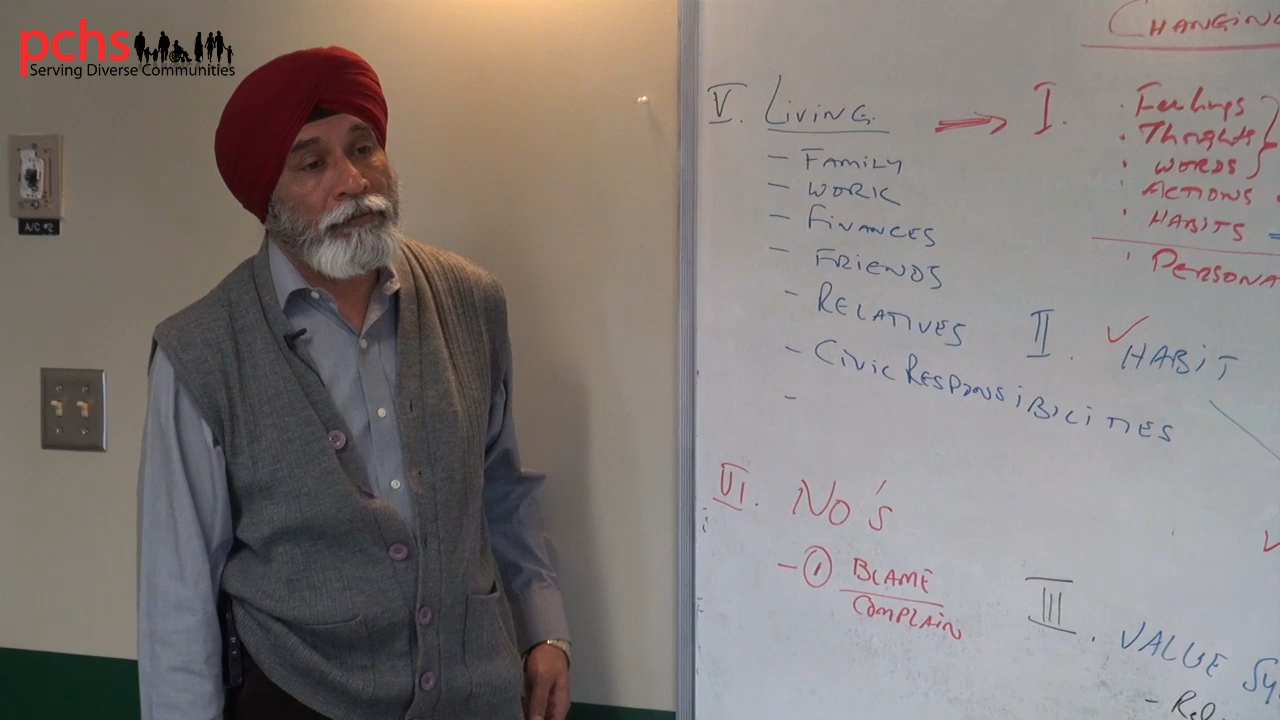 pchs
Serving Diverse Communities
A/C #2
CHANGING
V. LIVING
- FAMILY
- WORK
- FINANCES
- FRIENDS
- RELATIVES
- CIVIC RESPONSIBILITIES
-
I.
• Feelings
• Thoughts
• WORDS
• ACTIONS
• HABITS
• PERSONA
II. ✓ HABIT
VI. NO'S
- ① BLAME
COMPLAIN
III. VALUE Sy